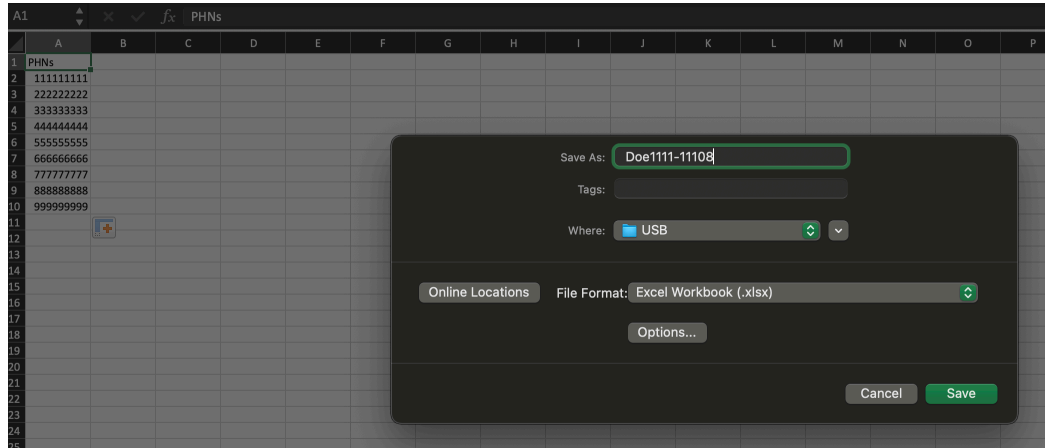 A1 fx PHNs
A B C D E F G H I J K L M N O P
1 PHNs
2 111111111
3 222222222
4 333333333
5 444444444
6 555555555
7 666666666
8 777777777
9 888888888
10 999999999
11
12
13
14
15
16
17
18
19
20
21
22
23
24
25
Save As: Doe1111-11108
Tags:
Where: USB
Online Locations File Format: Excel Workbook (.xlsx)
Options...
Cancel Save